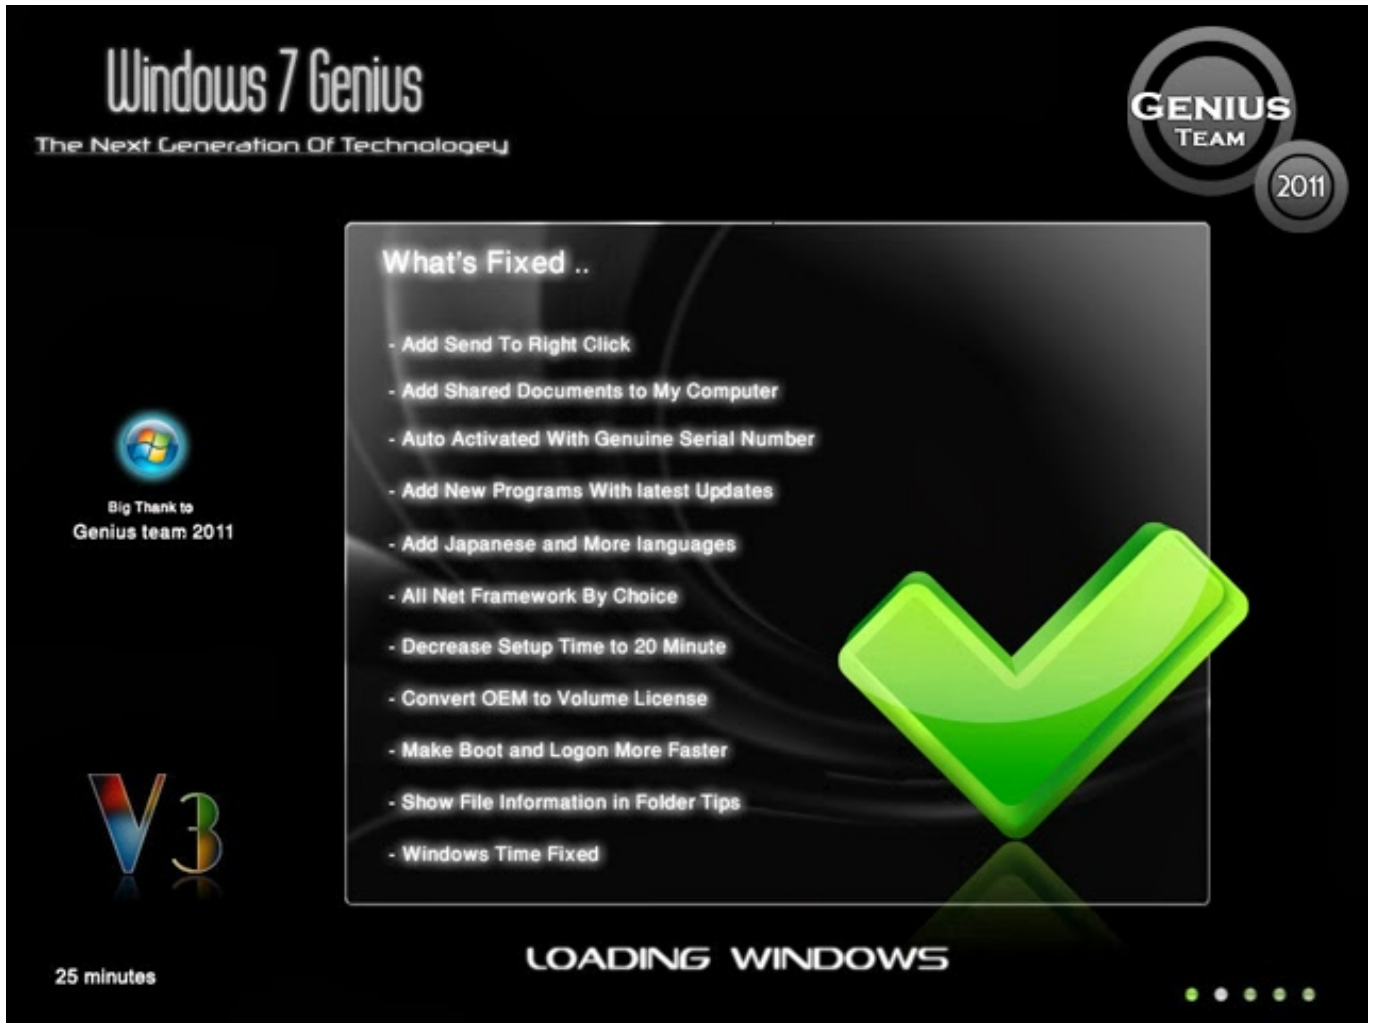 Windows 7 Genius
The Next Generation Of Technologey
GENIUS
TEAM
2011
What's Fixed ..
- Add Send To Right Click
- Add Shared Documents to My Computer
- Auto Activated With Genuine Serial Number
- Add New Programs With latest Updates
- Add Japanese and More languages
- All Net Framework By Choice
- Decrease Setup Time to 20 Minute
- Convert OEM to Volume License
- Make Boot and Logon More Faster
- Show File Information in Folder Tips
- Windows Time Fixed
Big Thank to
Genius team 2011
V3
LOADING WINDOWS
25 minutes